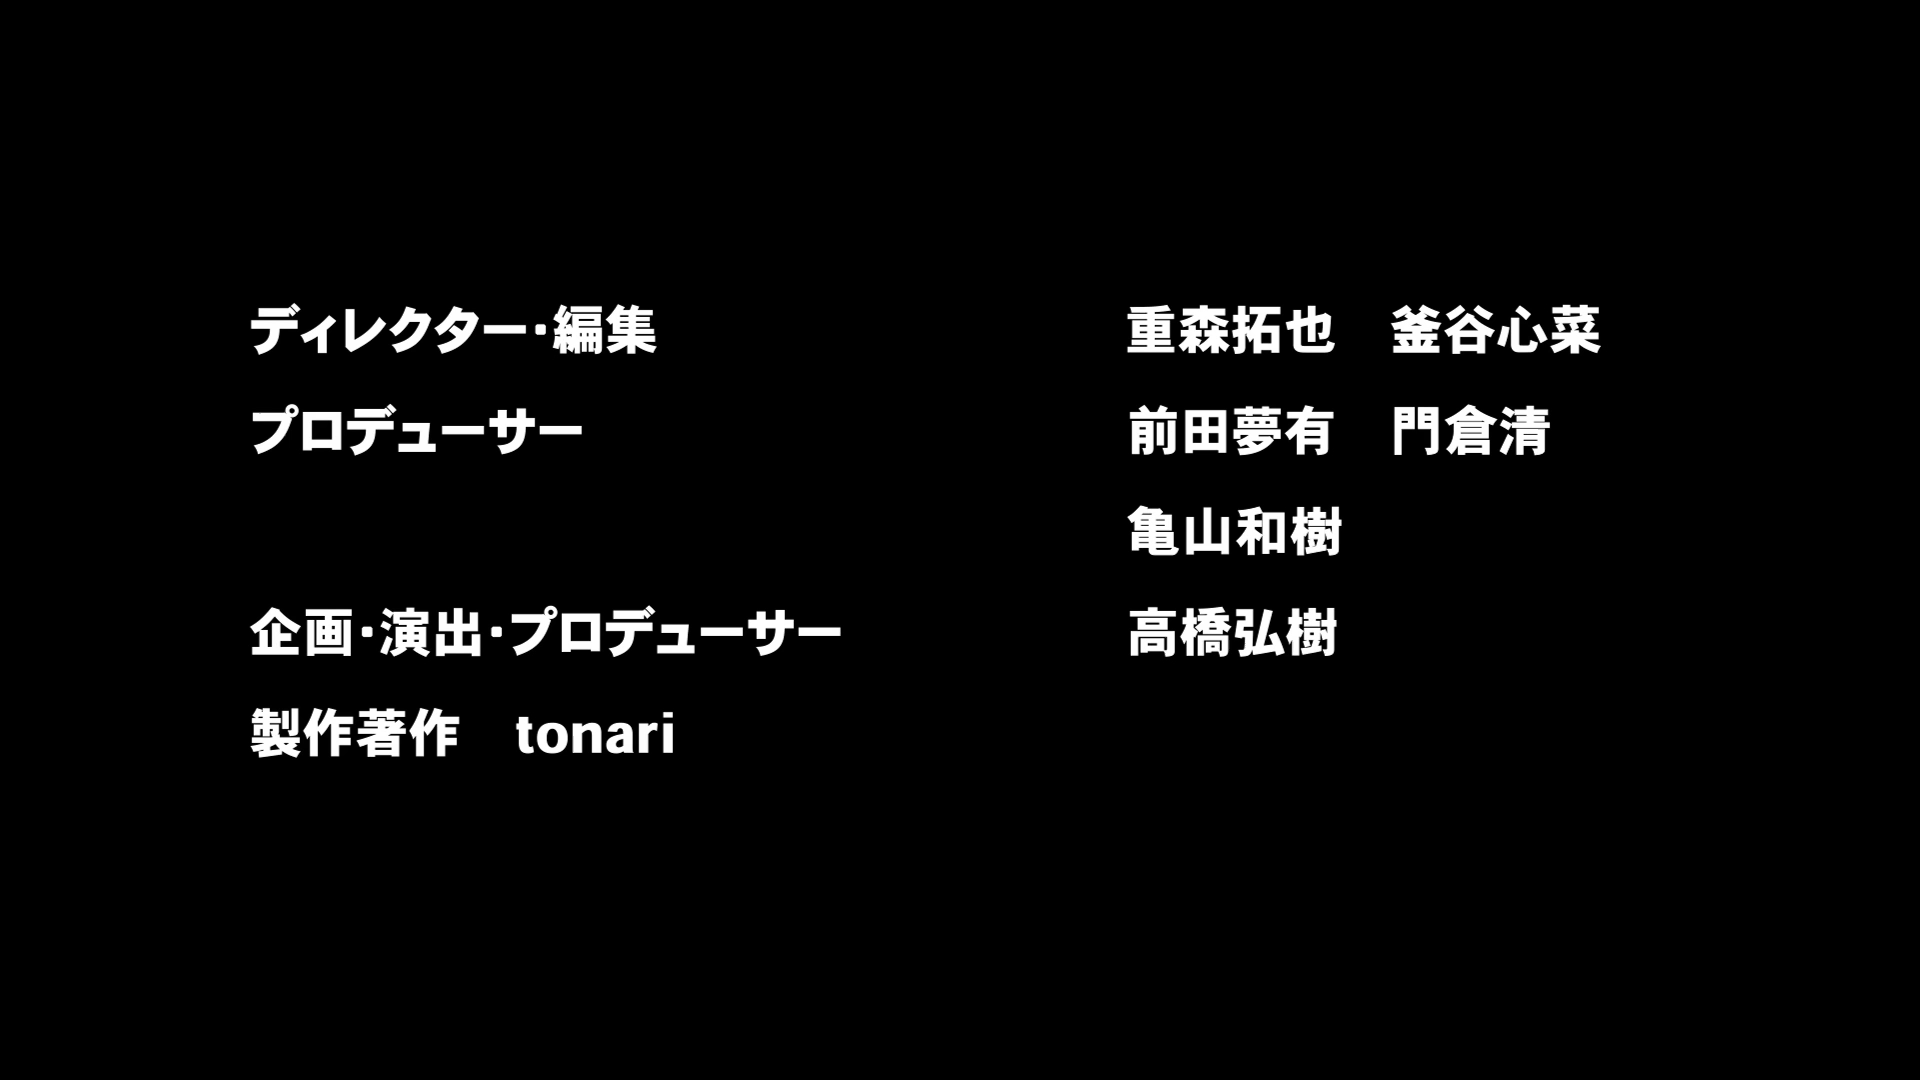 ディレクター・編集　重森拓也　釜谷心菜
プロデューサー　前田夢有　門倉清
亀山和樹
企画・演出・プロデューサー　高橋弘樹
製作著作　tonari